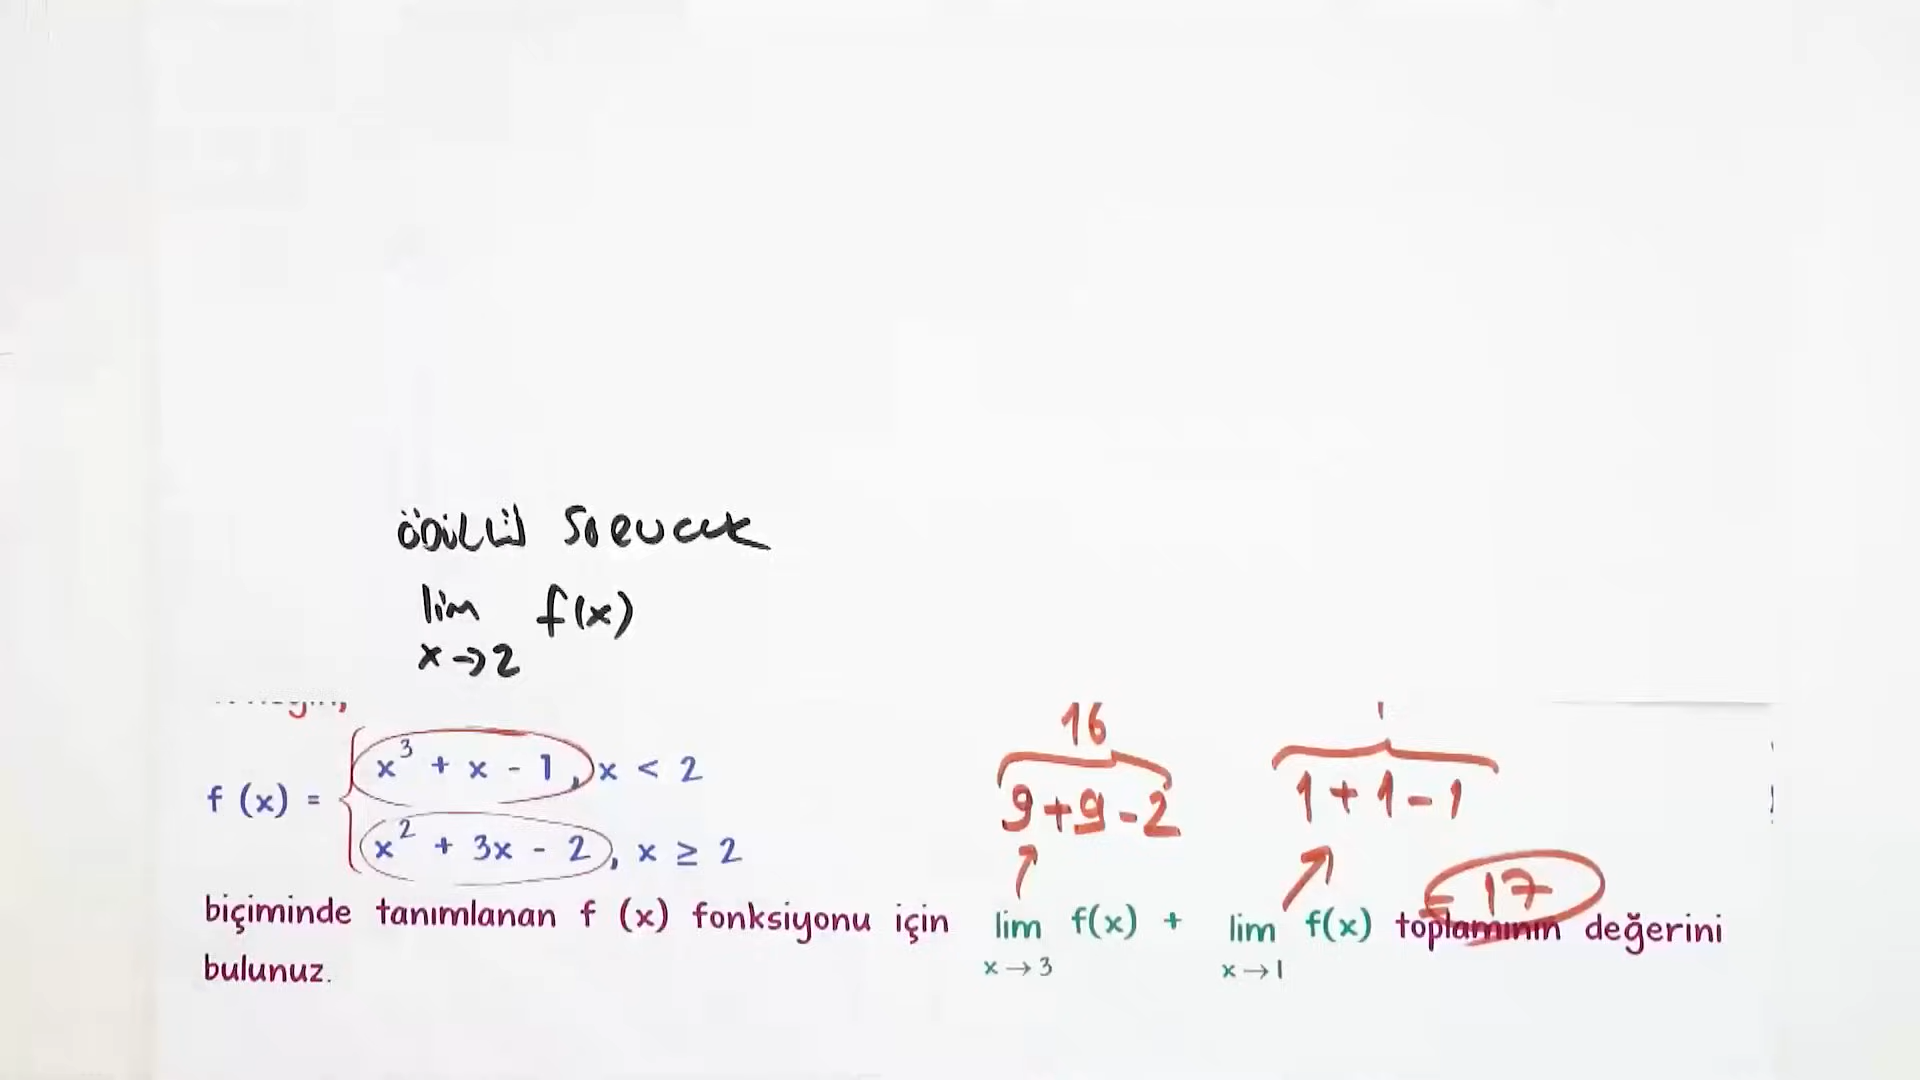 ÖDÜLLÜ SORUCUK
lim f(x)
x→2
16
f (x) = { x³ + x - 1, x < 2
x² + 3x - 2, x ≥ 2
9+9-2
1+1-1
= 17
biçiminde tanımlanan f (x) fonksiyonu için lim f(x) + lim f(x) toplamının değerini
x → 3 x → 1
bulunuz.